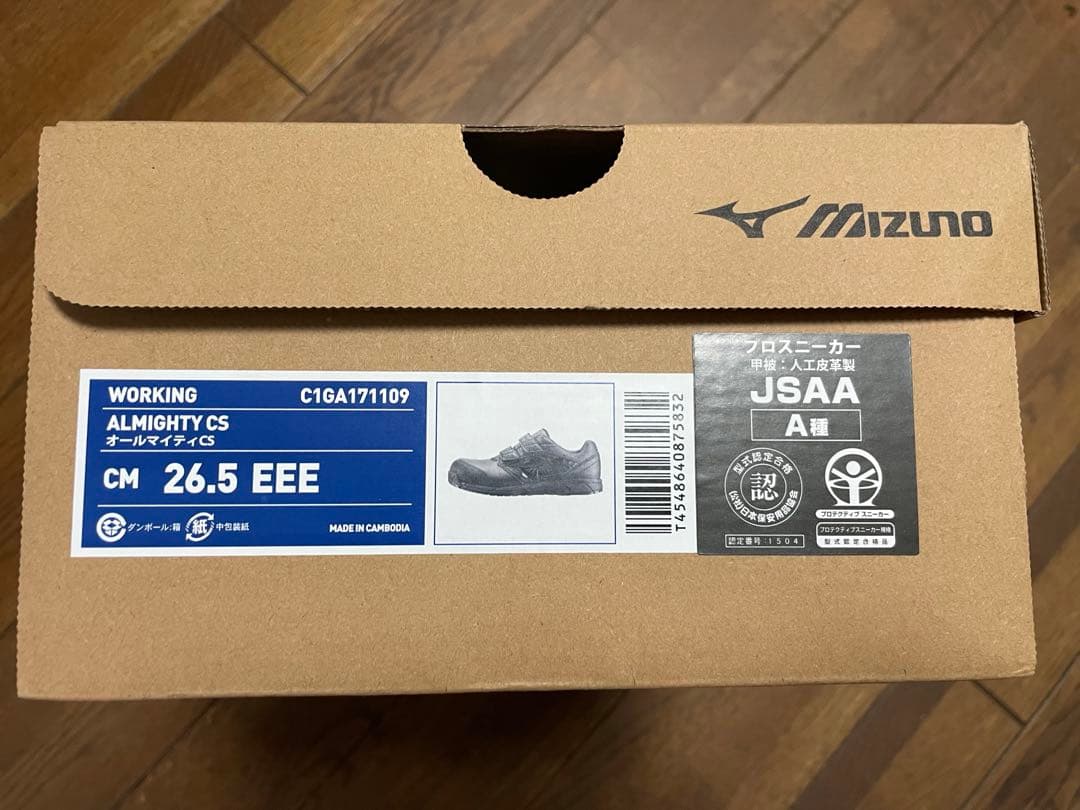 MIZUNO
WORKING C1GA171109
ALMIGHTY CS
オールマイティCS
CM 26.5 EEE
ダンボール:箱 紙 中包装紙
MADE IN CAMBODIA
T4548640875832
プロスニーカー
甲被:人工皮革製
JSAA
A種
型式認定合格
認
(公社)日本保安用品協会
認定番号:1504
プロテクティブ スニーカー
プロテクティブスニーカー規格
型式認定合格品